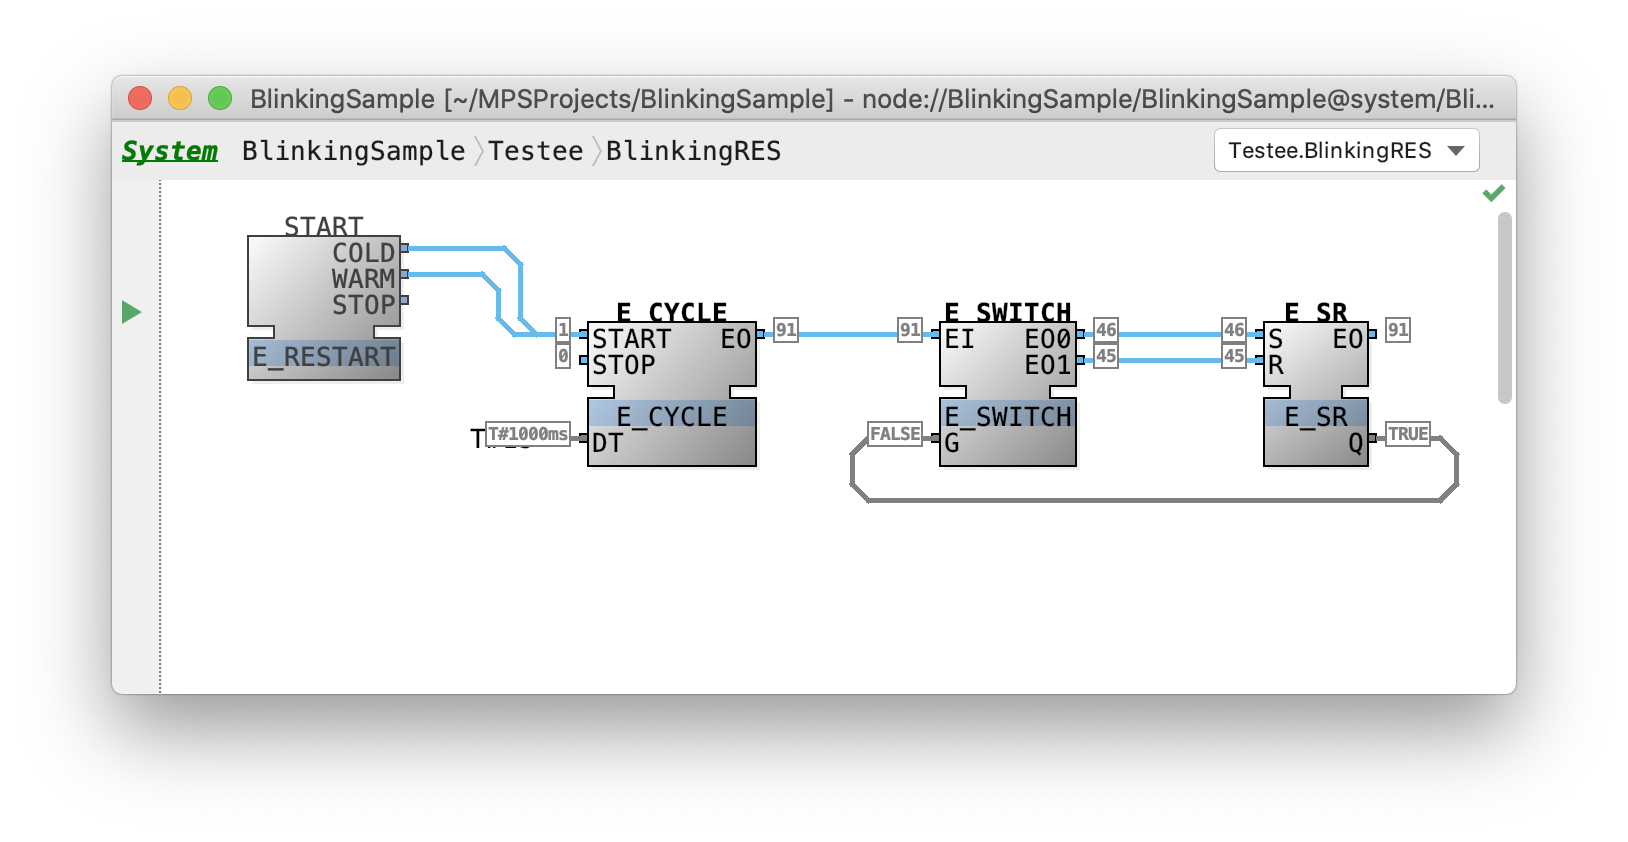 BlinkingSample [~/MPSProjects/BlinkingSample] - node://BlinkingSample/BlinkingSample@system/Bli...
System BlinkingSample Testee BlinkingRES
Testee.BlinkingRES
START
COLD
WARM
STOP
E_RESTART
E_CYCLE
1 START EO 91
0 STOP
E_CYCLE
T#1000ms DT
E_SWITCH
91 EI EO0 46
EO1 45
E_SWITCH
FALSE G
E_SR
46 S EO 91
45 R
E_SR
Q TRUE